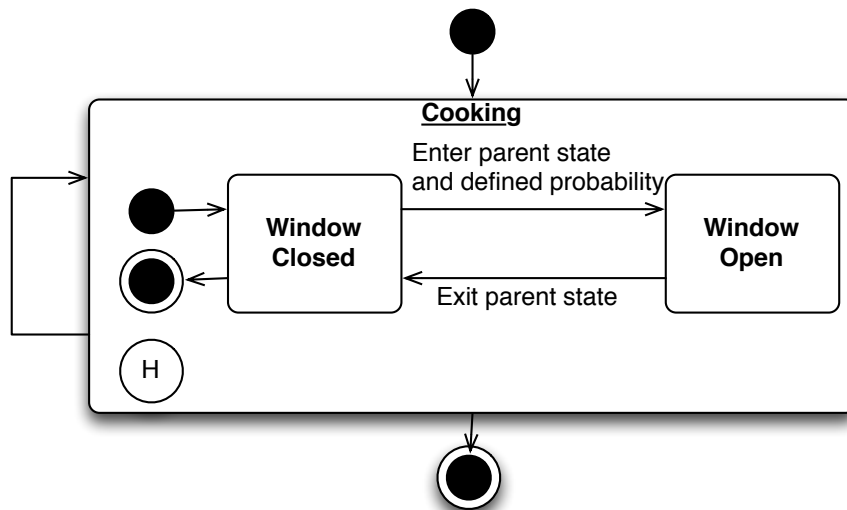 Cooking
Enter parent state
and defined probability
Window
Closed
Window
Open
Exit parent state
H